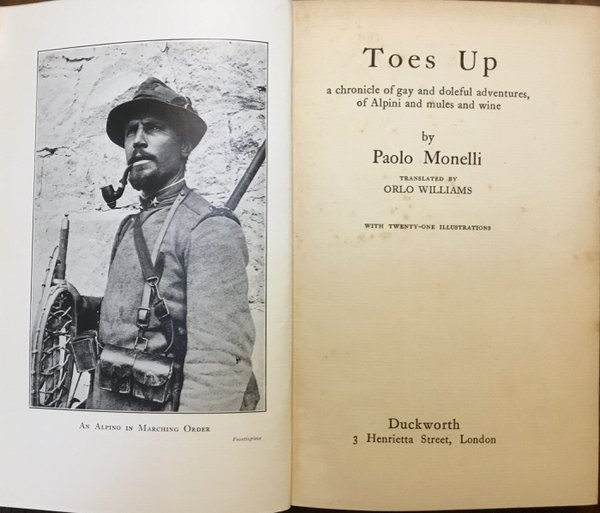 An Alpino in Marching Order
Frontispiece
Toes Up
a chronicle of gay and doleful adventures,
of Alpini and mules and wine
by
Paolo Monelli
TRANSLATED BY
ORLO WILLIAMS
WITH TWENTY-ONE ILLUSTRATIONS
Duckworth
3 Henrietta Street, London